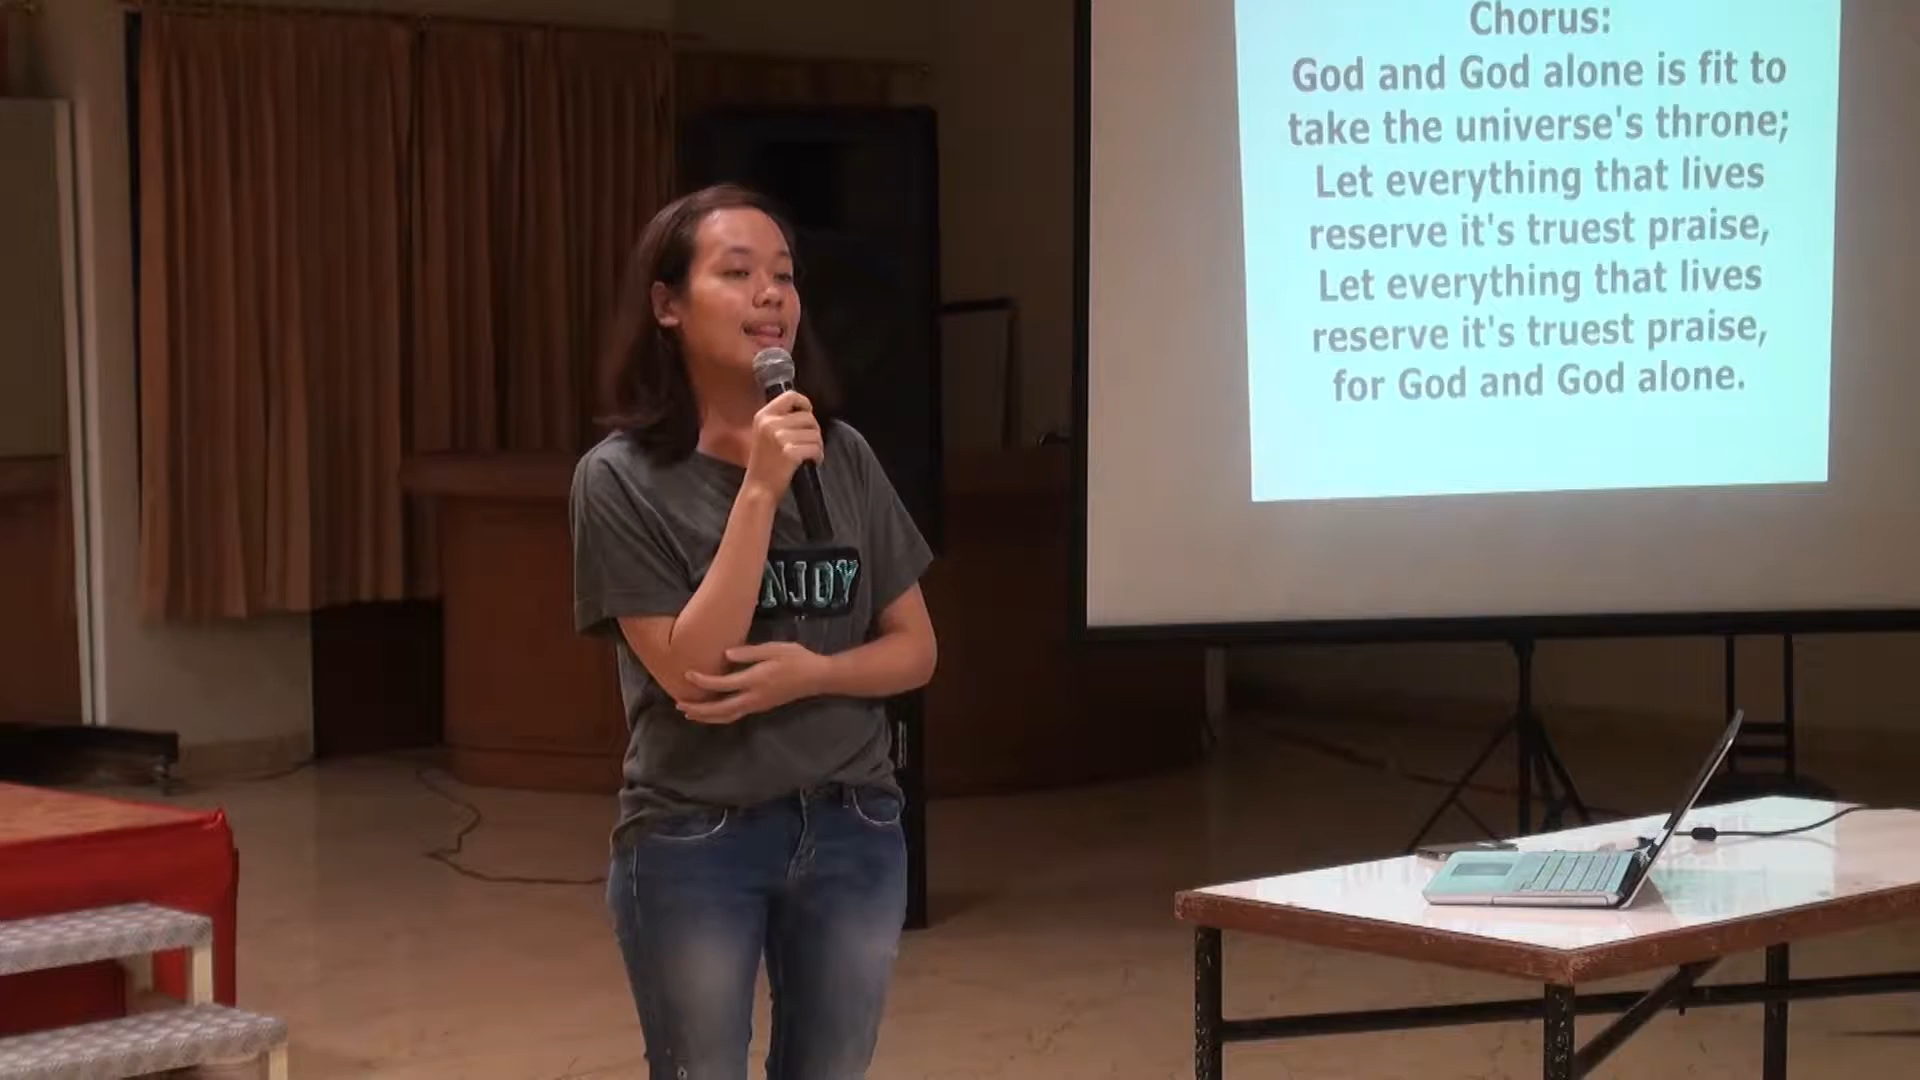 Chorus:
God and God alone is fit to
take the universe's throne;
Let everything that lives
reserve it's truest praise,
Let everything that lives
reserve it's truest praise,
for God and God alone.
NJOY